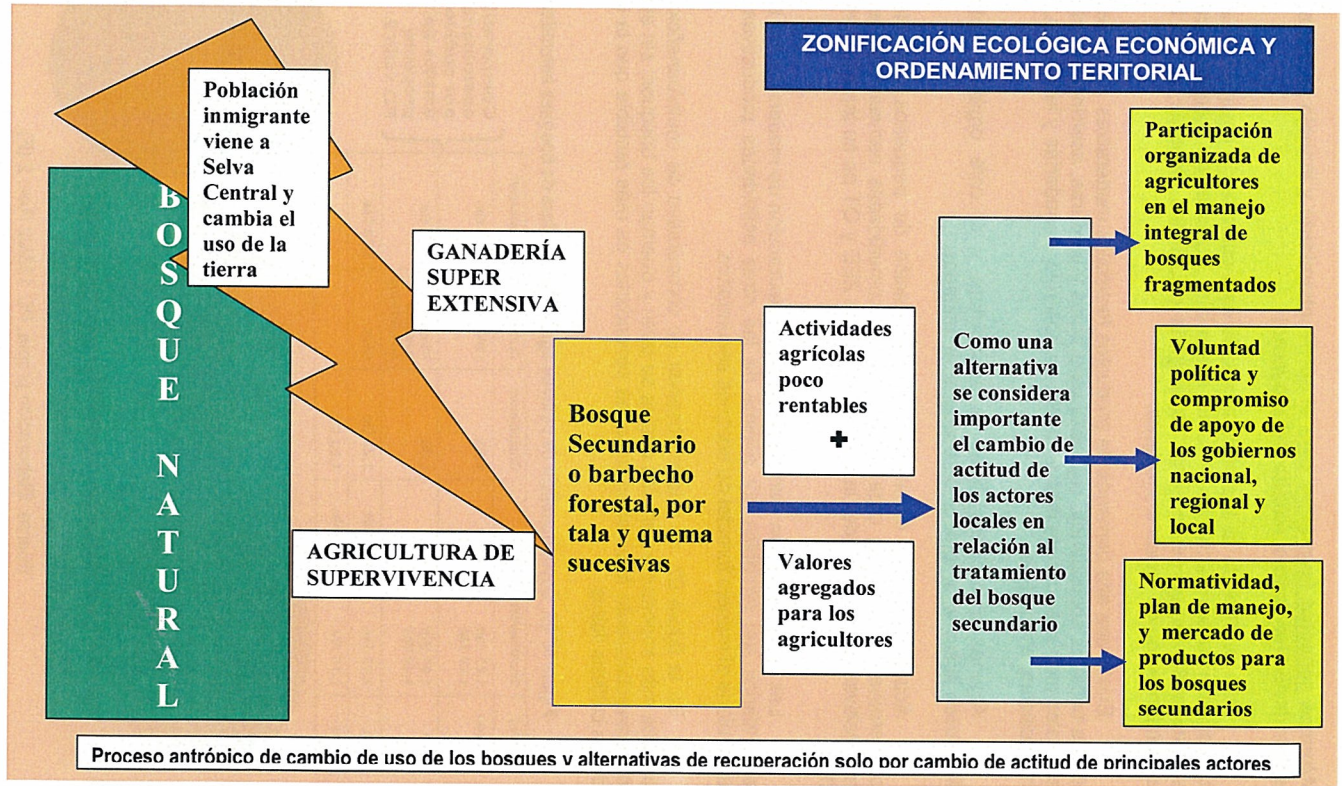 ZONIFICACIÓN ECOLÓGICA ECONÓMICA Y
ORDENAMIENTO TERITORIAL
Población
inmigrante
viene a
Selva
Central y
cambia el
uso de la
tierra
B
O
S
Q
U
E
N
A
T
U
R
A
L
GANADERÍA
SUPER
EXTENSIVA
AGRICULTURA DE
SUPERVIVENCIA
Bosque
Secundario
o barbecho
forestal, por
tala y quema
sucesivas
Actividades
agrícolas
poco
rentables
+
Valores
agregados
para los
agricultores
Como una
alternativa
se considera
importante
el cambio de
actitud de
los actores
locales en
relación al
tratamiento
del bosque
secundario
Participación
organizada de
agricultores
en el manejo
integral de
bosques
fragmentados
Voluntad
política y
compromiso
de apoyo de
los gobiernos
nacional,
regional y
local
Normatividad,
plan de manejo,
y mercado de
productos para
los bosques
secundarios
Proceso antrópico de cambio de uso de los bosques y alternativas de recuperación solo por cambio de actitud de principales actores